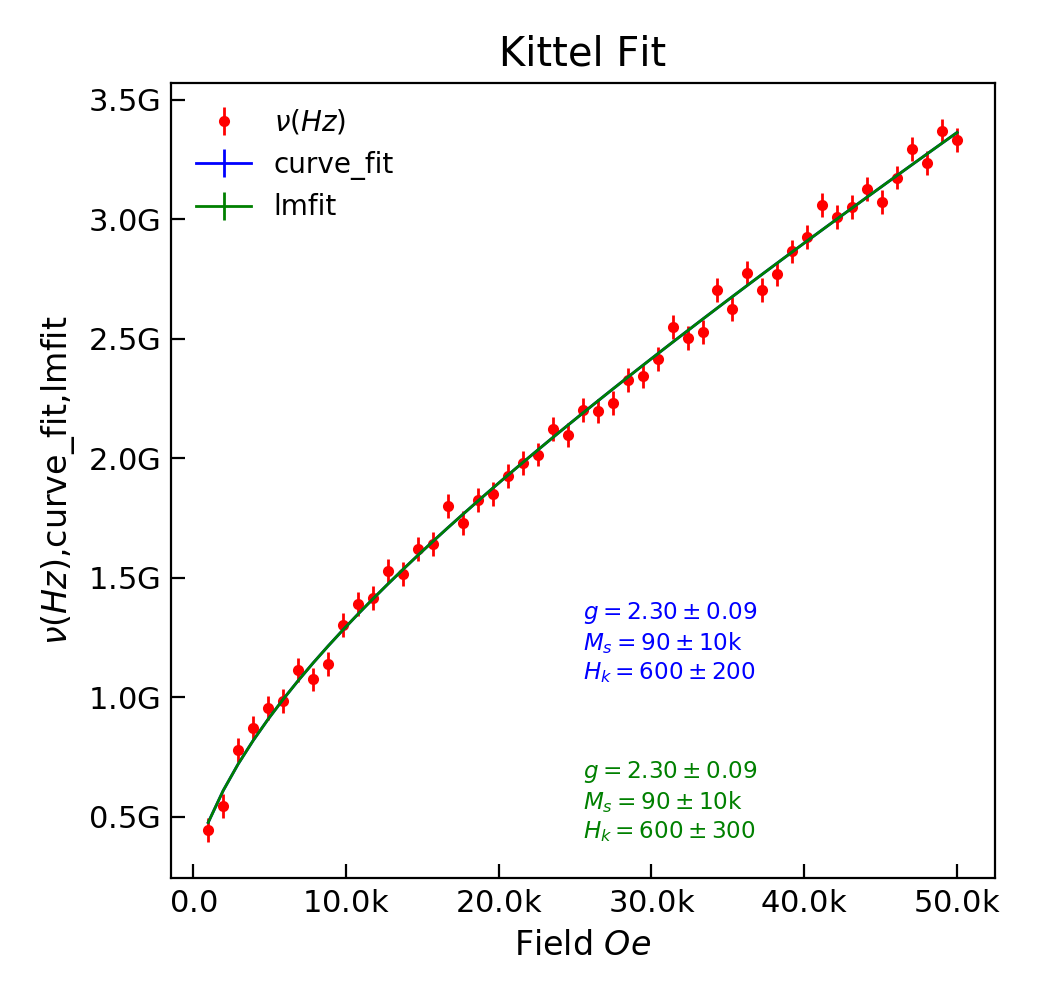 Kittel Fit
3.5G
3.0G
2.5G
2.0G
1.5G
1.0G
0.5G
ν(Hz)
curve_fit
lmfit
ν(Hz),curve_fit,lmfit
g = 2.30 ± 0.09
M_s = 90 ± 10k
H_k = 600 ± 200
g = 2.30 ± 0.09
M_s = 90 ± 10k
H_k = 600 ± 300
0.0 10.0k 20.0k 30.0k 40.0k 50.0k
Field Oe